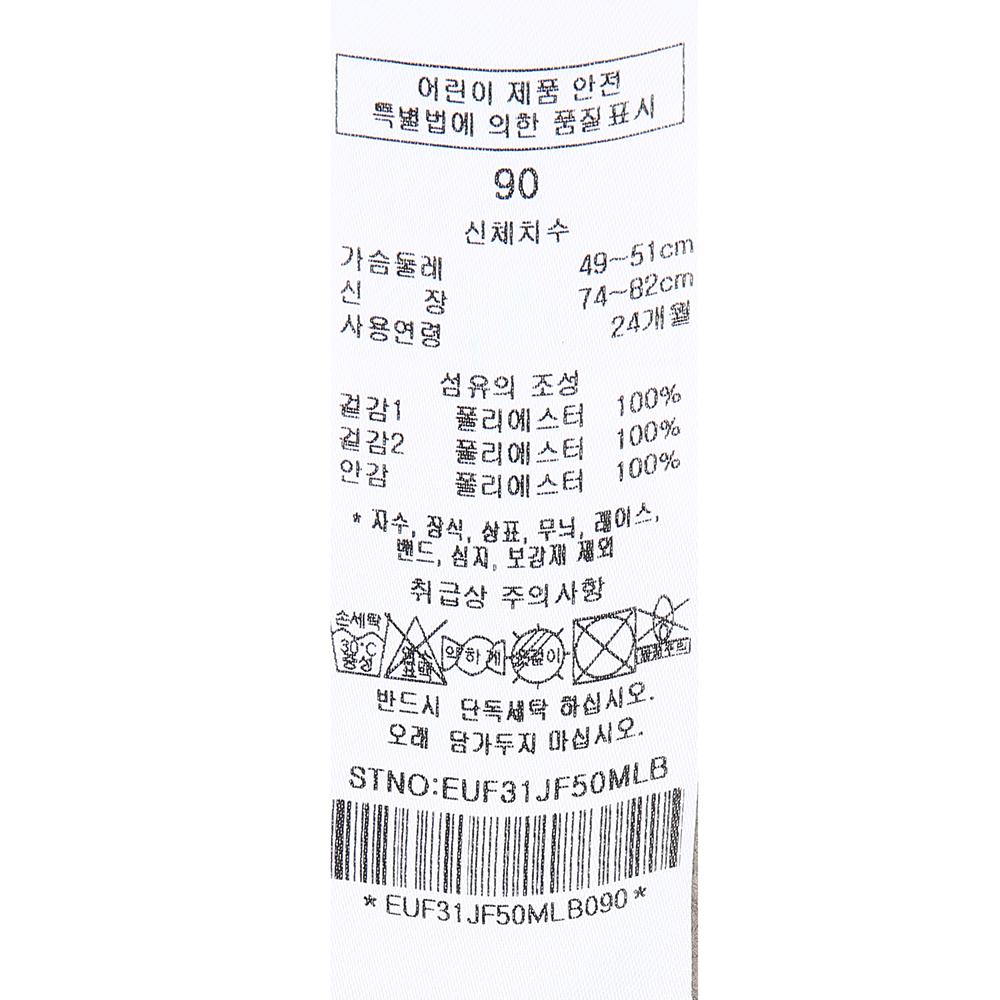 어린이 제품 안전
특별법에 의한 품질표시
90
신체치수
가슴둘레 49~51cm
신 장 74~82cm
사용연령 24개월
섬유의 조성
겉감1 폴리에스터 100%
겉감2 폴리에스터 100%
안감 폴리에스터 100%
* 자수, 장식, 상표, 무늬, 레이스,
밴드, 심지, 보강재 제외
취급상 주의사항
손세탁
30°C 약하게 옷걸이
중성 표백
반드시 단독세탁 하십시오.
오래 담가두지 마십시오.
STNO:EUF31JF50MLB
*EUF31JF50MLB090*